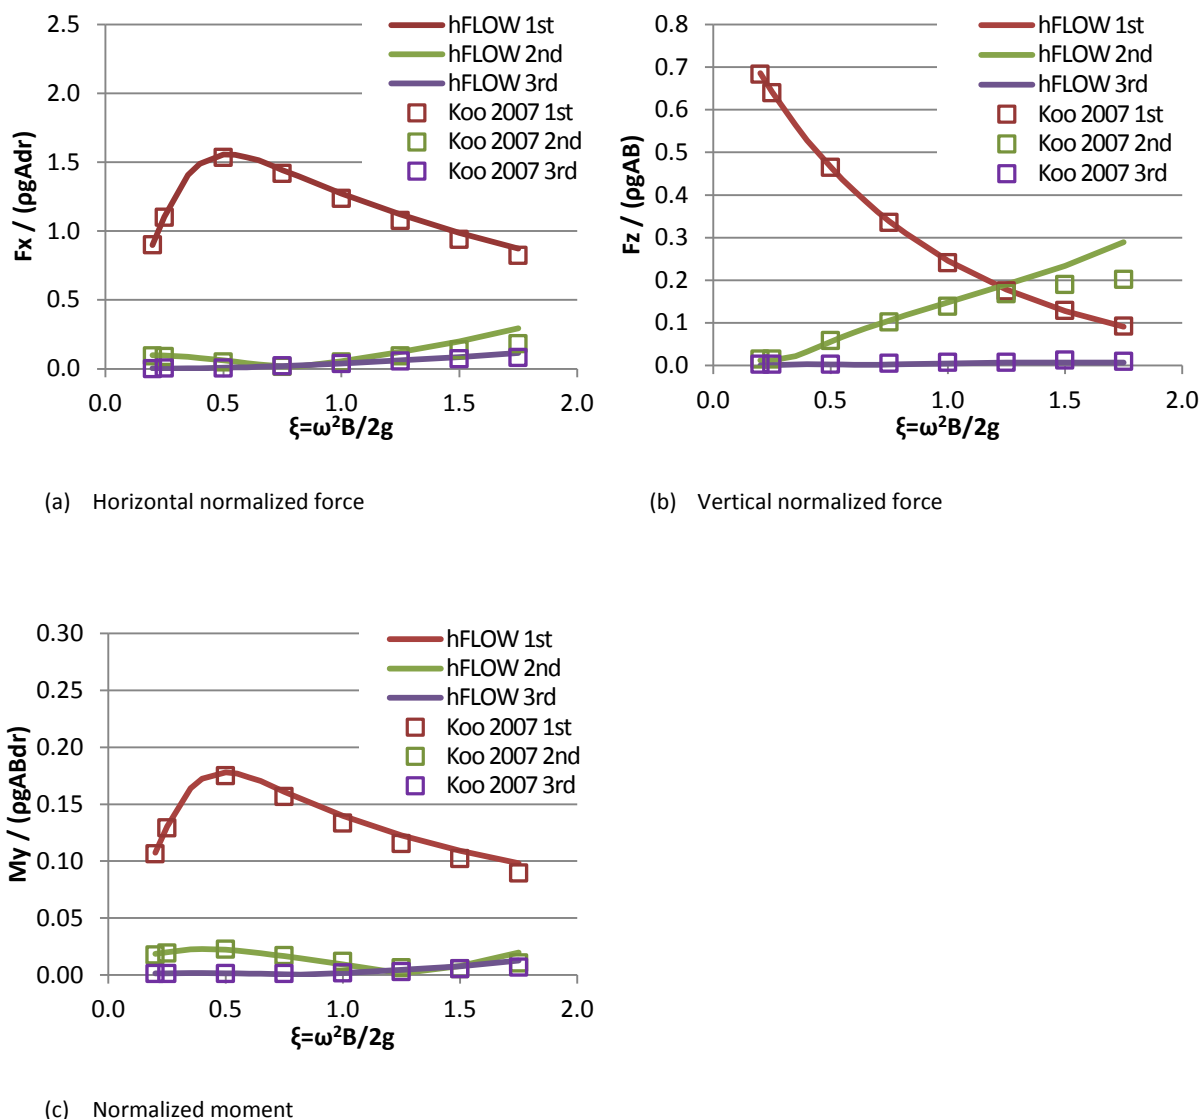 2.5
2.0
1.5
1.0
0.5
0.0
Fx / (ρgAdr)
0.0 0.5 1.0 1.5 2.0
ξ=ω²B/2g
hFLOW 1st
hFLOW 2nd
hFLOW 3rd
Koo 2007 1st
Koo 2007 2nd
Koo 2007 3rd
(a) Horizontal normalized force
0.8
0.7
0.6
0.5
0.4
0.3
0.2
0.1
0.0
Fz / (ρgAB)
0.0 0.5 1.0 1.5 2.0
ξ=ω²B/2g
hFLOW 1st
hFLOW 2nd
hFLOW 3rd
Koo 2007 1st
Koo 2007 2nd
Koo 2007 3rd
(b) Vertical normalized force
0.30
0.25
0.20
0.15
0.10
0.05
0.00
My / (ρgABdr)
0.0 0.5 1.0 1.5 2.0
ξ=ω²B/2g
hFLOW 1st
hFLOW 2nd
hFLOW 3rd
Koo 2007 1st
Koo 2007 2nd
Koo 2007 3rd
(c) Normalized moment